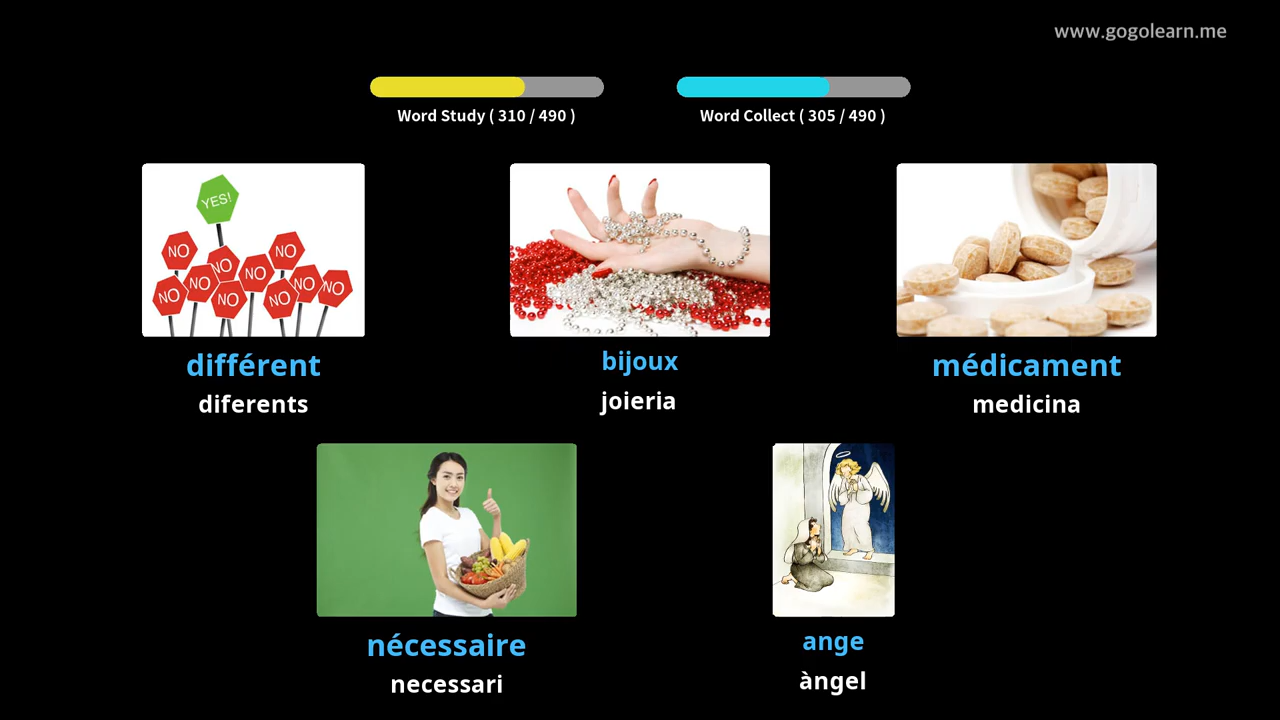 www.gogolearn.me
Word Study ( 310 / 490 )
Word Collect ( 305 / 490 )
YES!
NO
NO
NO
NO
NO
NO
NO
NO
NO
NO
différent
diferents
bijoux
joieria
médicament
medicina
nécessaire
necessari
ange
àngel